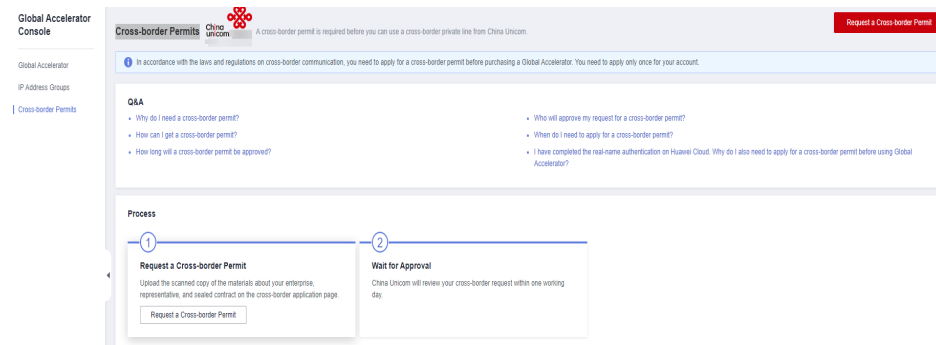 Global Accelerator
Console
Global Accelerator
IP Address Groups
Cross-border Permits
Cross-border Permits
China
unicom
A cross-border permit is required before you can use a cross-border private line from China Unicom.
Request a Cross-border Permit
In accordance with the laws and regulations on cross-border communication, you need to apply for a cross-border permit before purchasing a Global Accelerator. You need to apply only once for your account.
Q&A
Why do I need a cross-border permit?
Who will approve my request for a cross-border permit?
How can I get a cross-border permit?
When do I need to apply for a cross-border permit?
How long will a cross-border permit be approved?
I have completed the real-name authentication on Huawei Cloud. Why do I also need to apply for a cross-border permit before using Global
Accelerator?
Process
1
Request a Cross-border Permit
Upload the scanned copy of the materials about your enterprise,
representative, and sealed contract on the cross-border application page.
Request a Cross-border Permit
2
Wait for Approval
China Unicom will review your cross-border request within one working
day.